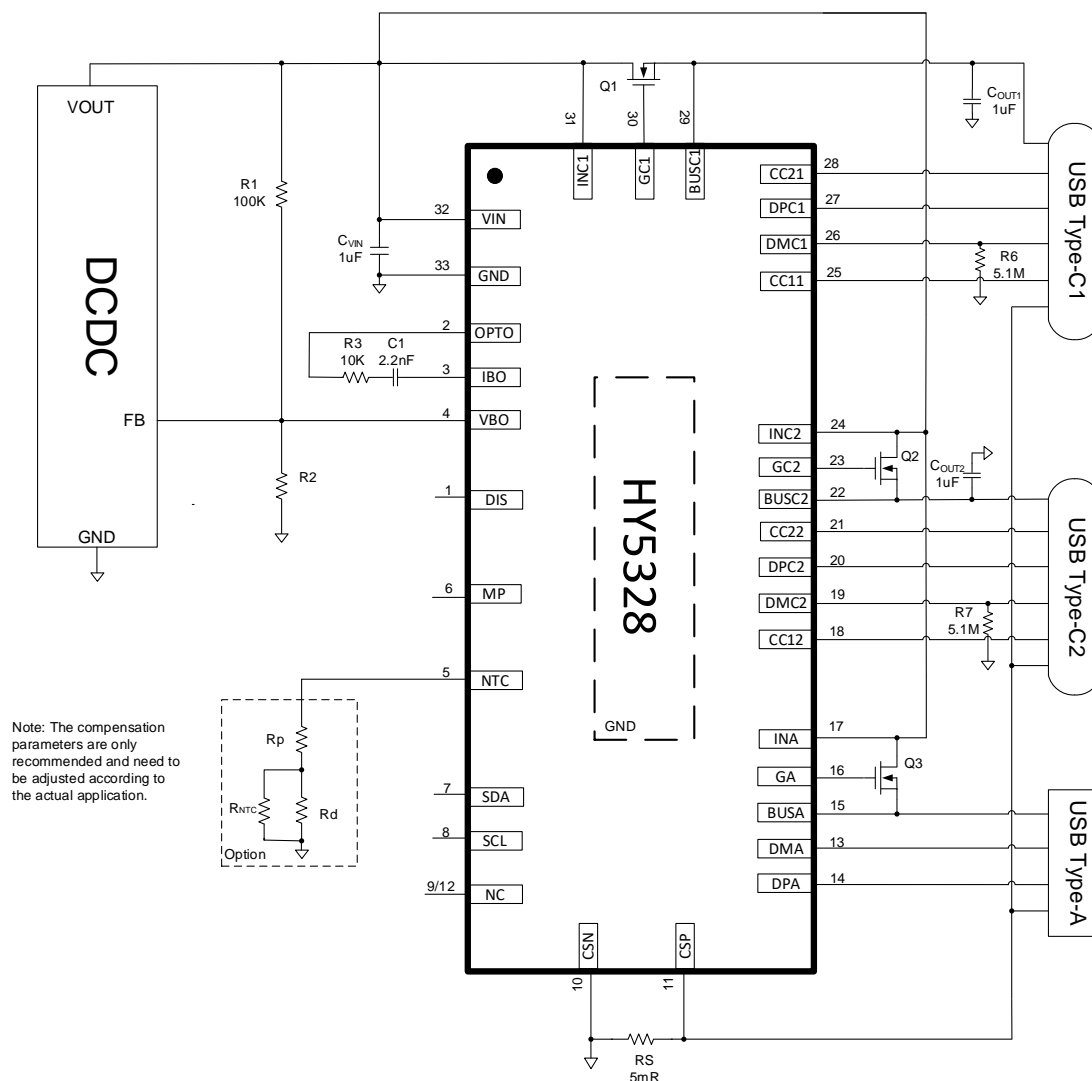 DCDC
VOUT
FB
GND
R1
100K
R2
CVIN
1uF
R3
10K
C1
2.2nF
Q1
COUT1
1uF
31
30
29
INC1
GC1
BUSC1
32
VIN
33
GND
2
OPTO
3
IBO
4
VBO
1
DIS
6
MP
5
NTC
7
SDA
8
SCL
9/12
NC
HY5328
GND
CC21
28
DPC1
27
DMC1
26
CC11
25
R6
5.1M
USB Type-C1
INC2
24
GC2
23
Q2
BUSC2
22
COUT2
1uF
CC22
21
DPC2
20
DMC2
19
CC12
18
R7
5.1M
USB Type-C2
INA
17
GA
16
Q3
BUSA
15
DMA
13
DPA
14
USB Type-A
Note: The compensation
parameters are only
recommended and need to
be adjusted according to
the actual application.
Rp
RNTC
Rd
Option
CSN
CSP
10
11
RS
5mR